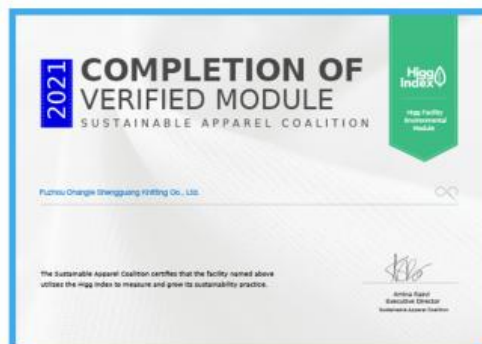 2021
COMPLETION OF
VERIFIED MODULE
SUSTAINABLE APPAREL COALITION
Higg
Index
Higg Facility
Environmental
Module
Fuzhou Changle Shengguang Knitting Co., Ltd.
The Sustainable Apparel Coalition certifies that the facility named above
utilizes the Higg Index to measure and grow its sustainability practice.
Amina Razvi
Executive Director
Sustainable Apparel Coalition